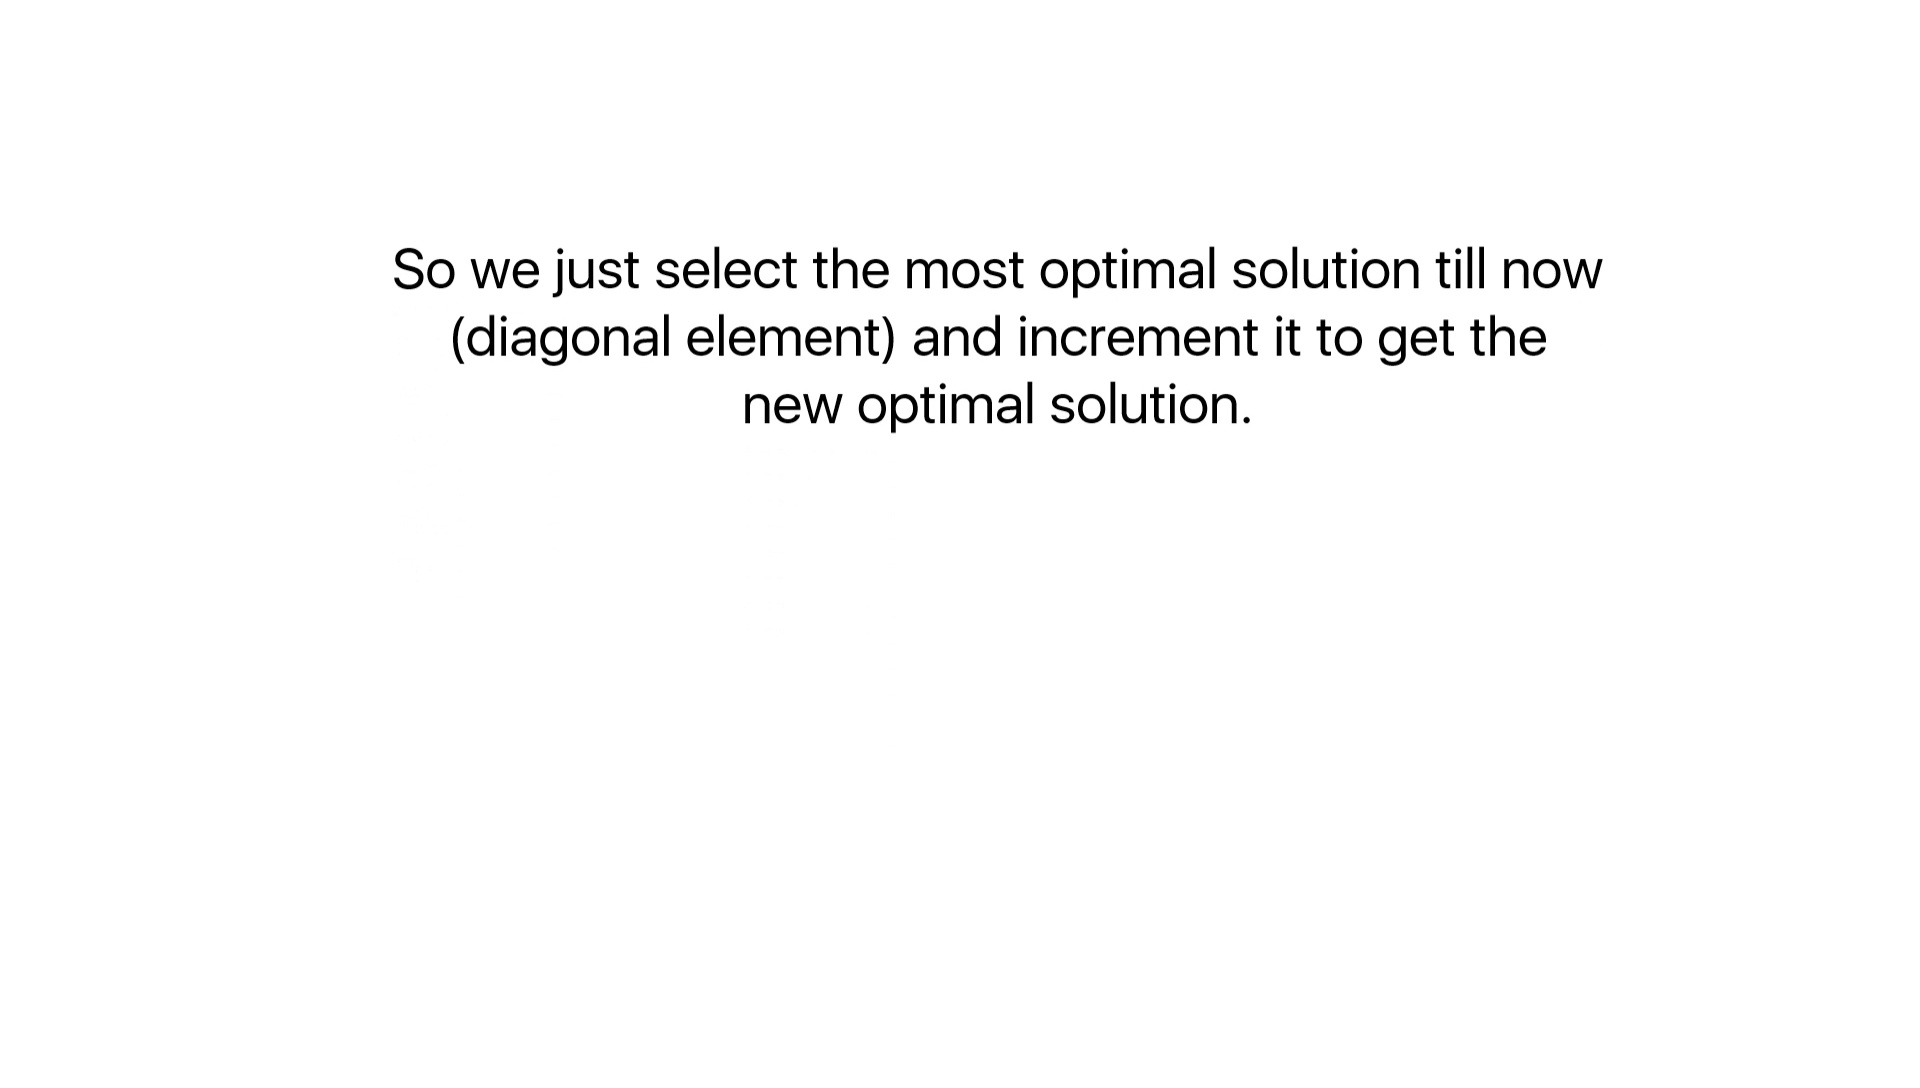 So we just select the most optimal solution till now
(diagonal element) and increment it to get the
new optimal solution.